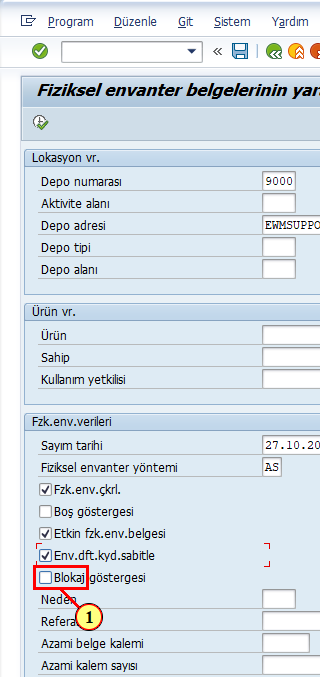 Program Düzenle Git Sistem Yardım
Fiziksel envanter belgelerinin
Lokasyon vr.
Depo numarası 9000
Aktivite alanı
Depo adresi EWMSUPPO
Depo tipi
Depo alanı
Ürün vr.
Ürün
Sahip
Kullanım yetkilisi
Fzk.env.verileri
Sayım tarihi 27.10.20
Fiziksel envanter yöntemi AS
Fzk.env.çkrl.
Boş göstergesi
Etkin fzk.env.belgesi
Env.dft.kyd.sabitle
Blokaj göstergesi
Neden
1
Azami belge kalemi
Azami kalem sayısı